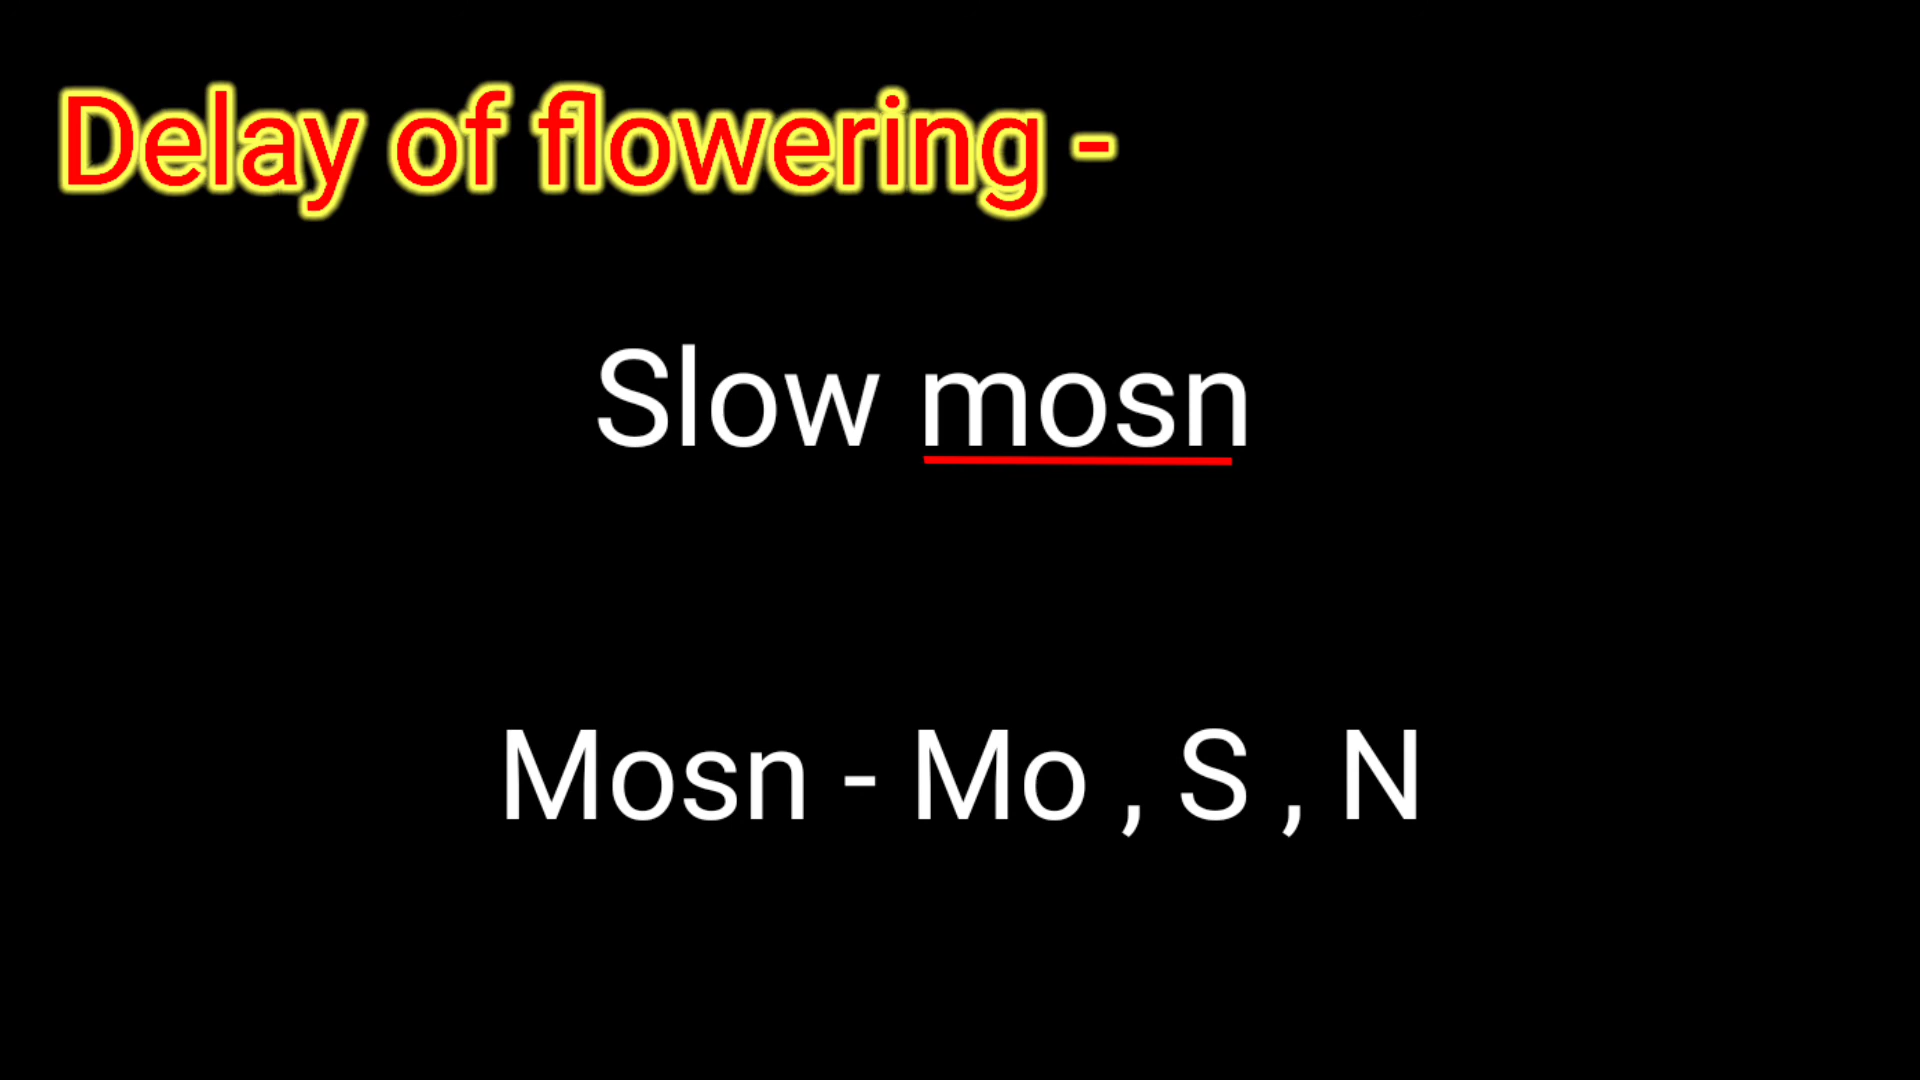 Delay of flowering -
Slow mosn
Mosn - Mo , S , N